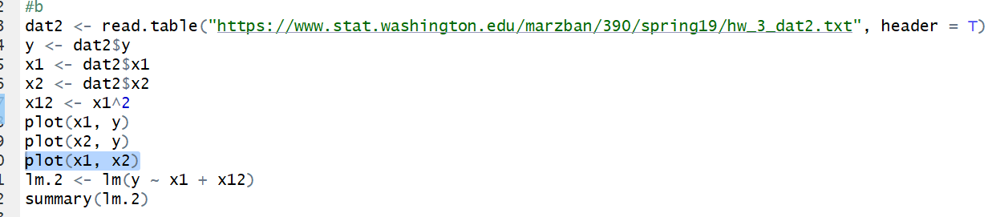 #b
dat2 <- read.table("https://www.stat.washington.edu/marzban/390/spring19/hw_3_dat2.txt", header = T)
y <- dat2$y
x1 <- dat2$x1
x2 <- dat2$x2
x12 <- x1^2
plot(x1, y)
plot(x2, y)
plot(x1, x2)
lm.2 <- lm(y ~ x1 + x12)
summary(lm.2)